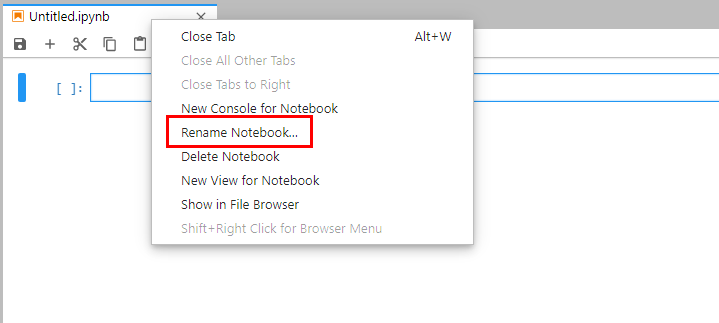 Untitled.ipynb
Close Tab Alt+W
Close All Other Tabs
Close Tabs to Right
[ ]:
New Console for Notebook
Rename Notebook...
Delete Notebook
New View for Notebook
Show in File Browser
Shift+Right Click for Browser Menu